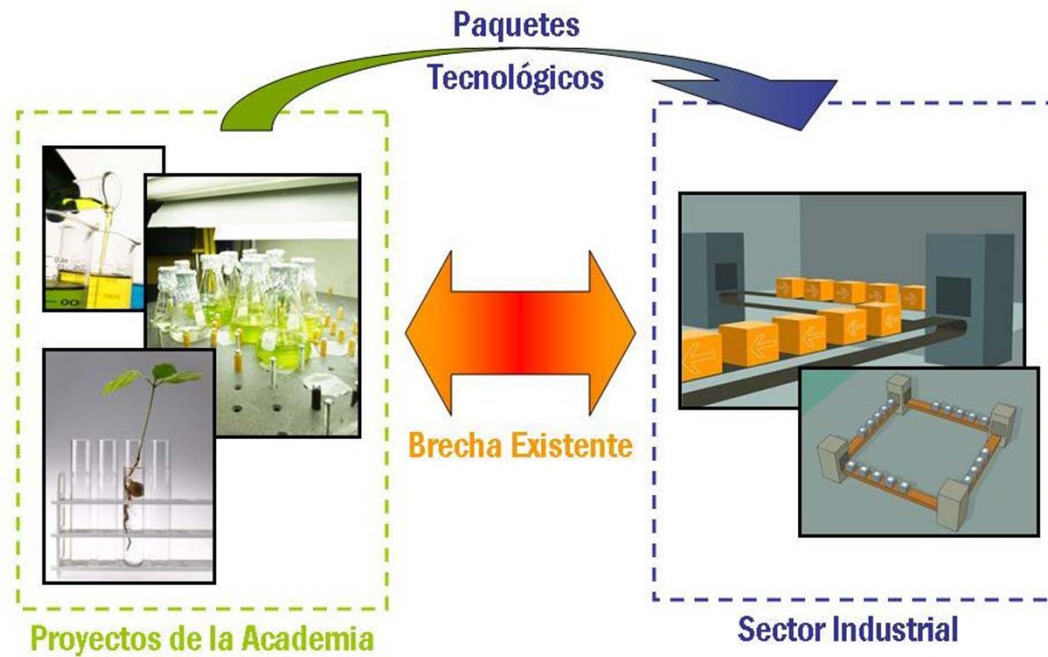 Paquetes
Tecnológicos
Brecha Existente
Proyectos de la Academia
Sector Industrial